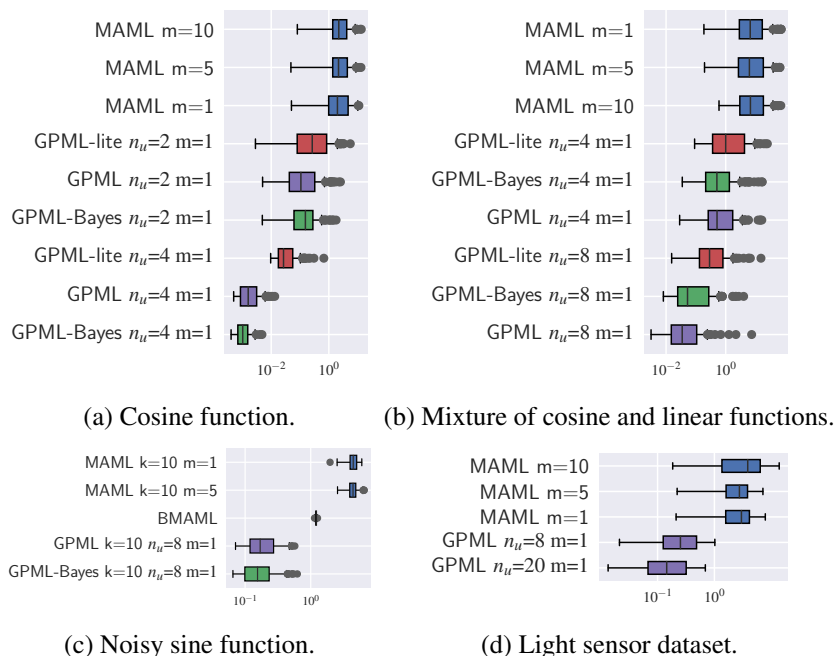 MAML m=10
MAML m=5
MAML m=1
GPML-lite n_u=2 m=1
GPML n_u=2 m=1
GPML-Bayes n_u=2 m=1
GPML-lite n_u=4 m=1
GPML n_u=4 m=1
GPML-Bayes n_u=4 m=1
10^−2 10^0
(a) Cosine function.
MAML m=1
MAML m=5
MAML m=10
GPML-lite n_u=4 m=1
GPML-Bayes n_u=4 m=1
GPML n_u=4 m=1
GPML-lite n_u=8 m=1
GPML-Bayes n_u=8 m=1
GPML n_u=8 m=1
10^−2 10^0
(b) Mixture of cosine and linear functions.
MAML k=10 m=1
MAML k=10 m=5
BMAML
GPML k=10 n_u=8 m=1
GPML-Bayes k=10 n_u=8 m=1
10^−1 10^0
(c) Noisy sine function.
MAML m=10
MAML m=5
MAML m=1
GPML n_u=8 m=1
GPML n_u=20 m=1
10^−1 10^0
(d) Light sensor dataset.